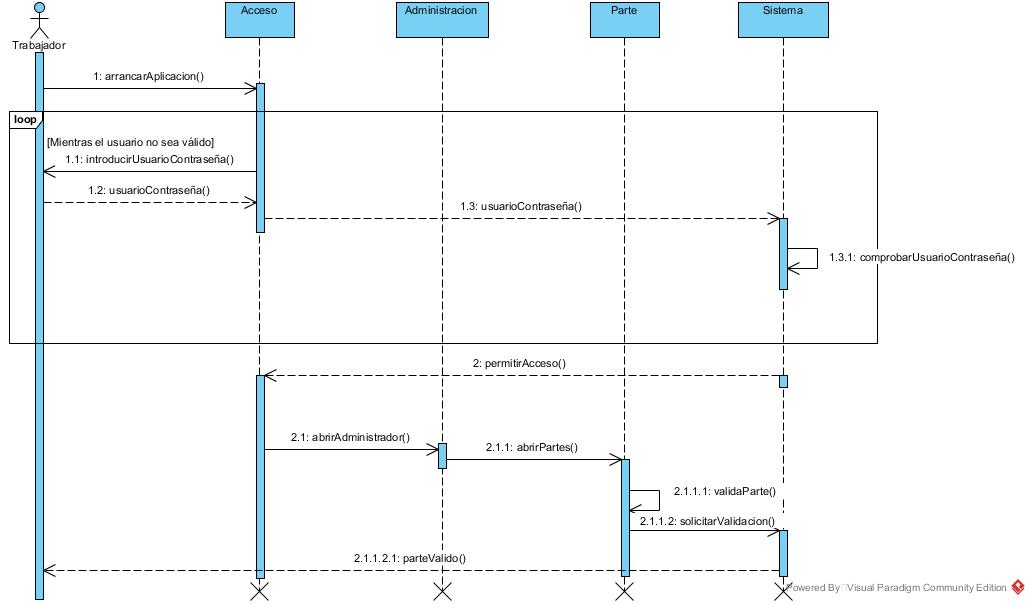 Acceso
Administracion
Parte
Sistema
Trabajador
1: arrancarAplicacion()
loop
[Mientras el usuario no sea válido]
1.1: introducirUsuarioContraseña()
1.2: usuarioContraseña()
1.3: usuarioContraseña()
1.3.1: comprobarUsuarioContraseña()
2: permitirAcceso()
2.1: abrirAdministrador()
2.1.1: abrirPartes()
2.1.1.1: validaParte()
2.1.1.2: solicitarValidacion()
2.1.1.2.1: parteValido()
Powered By Visual Paradigm Community Edition